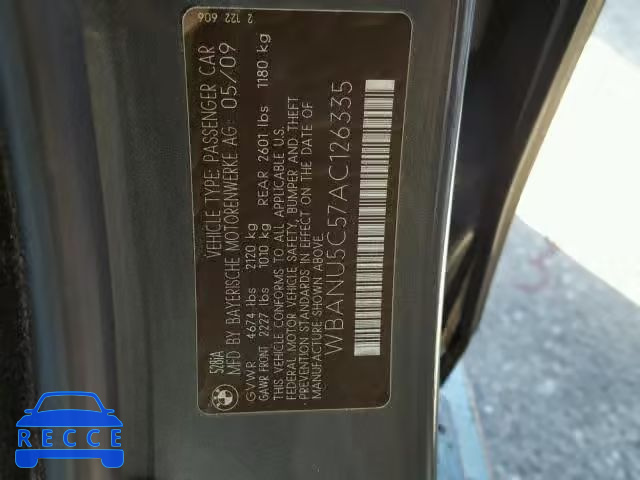 528iA
VEHICLE TYPE: PASSENGER CAR
MFD BY BAYERISCHE MOTORENWERKE AG: 05/09
GVWR 4674 lbs 2120 kg
GAWR FRONT 2227 lbs 1010 kg REAR 2601 lbs 1180 kg
THIS VEHICLE CONFORMS TO ALL APPLICABLE U.S.
FEDERAL MOTOR VEHICLE SAFETY, BUMPER AND THEFT
PREVENTION STANDARDS IN EFFECT ON THE DATE OF
MANUFACTURE SHOWN ABOVE.
WBANU5C57AC126335
2 122 606
BMW
RECCE